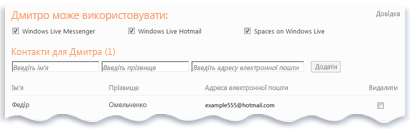 Дмитро може використовувати:
Довідка
Windows Live Messenger Windows Live Hotmail Spaces on Windows Live
Контакти для Дмитра (1)
Введіть ім'я Введіть прізвище Введіть адресу електронної пошти Додати
Ім'я Прізвище Адреса електронної пошти Видалити
Федір Омельченко example555@hotmail.com